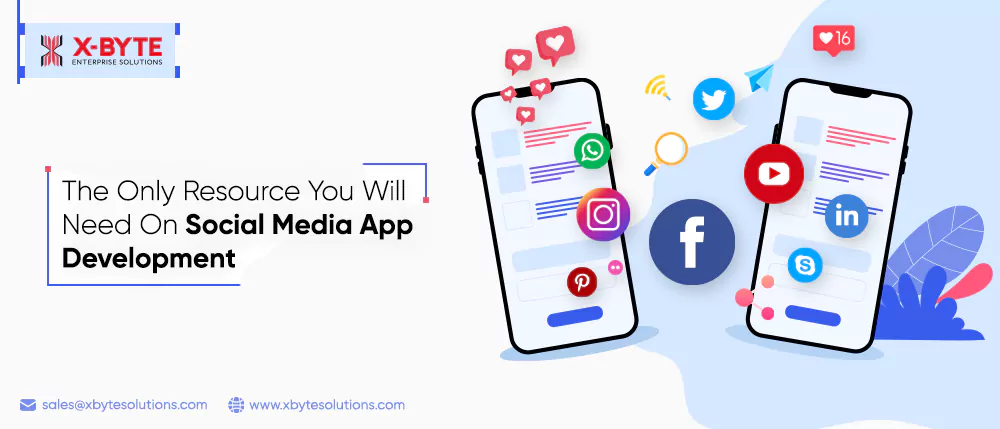 X-BYTE
ENTERPRISE SOLUTIONS
16
The Only Resource You Will
Need On Social Media App
Development
sales@xbytesolutions.com
www.xbytesolutions.com